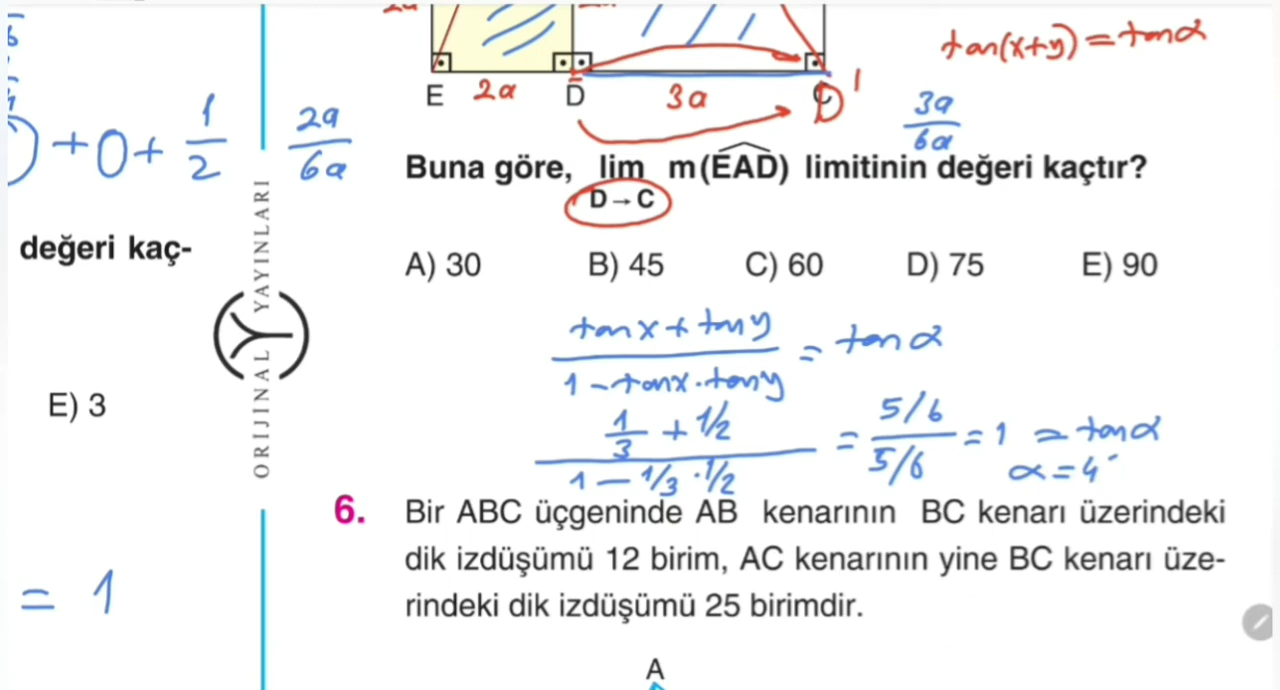 tan(x+y) = tanα
E 2a D 3a C D'
+0+ 1/2
2a/6a
3a/6a
Buna göre, lim m(EAD) limitinin değeri kaçtır?
D→C
değeri kaç-
A) 30 B) 45 C) 60 D) 75 E) 90
ORİJİNAL YAYINLARI
tanx + tany / 1 - tanx.tany = tanα
E) 3
1/3 + 1/2 / 1 - 1/3 . 1/2 = 5/6 / 5/6 = 1 = tanα
α = 4
6. Bir ABC üçgeninde AB kenarının BC kenarı üzerindeki
dik izdüşümü 12 birim, AC kenarının yine BC kenarı üze-
rindeki dik izdüşümü 25 birimdir.
= 1
A